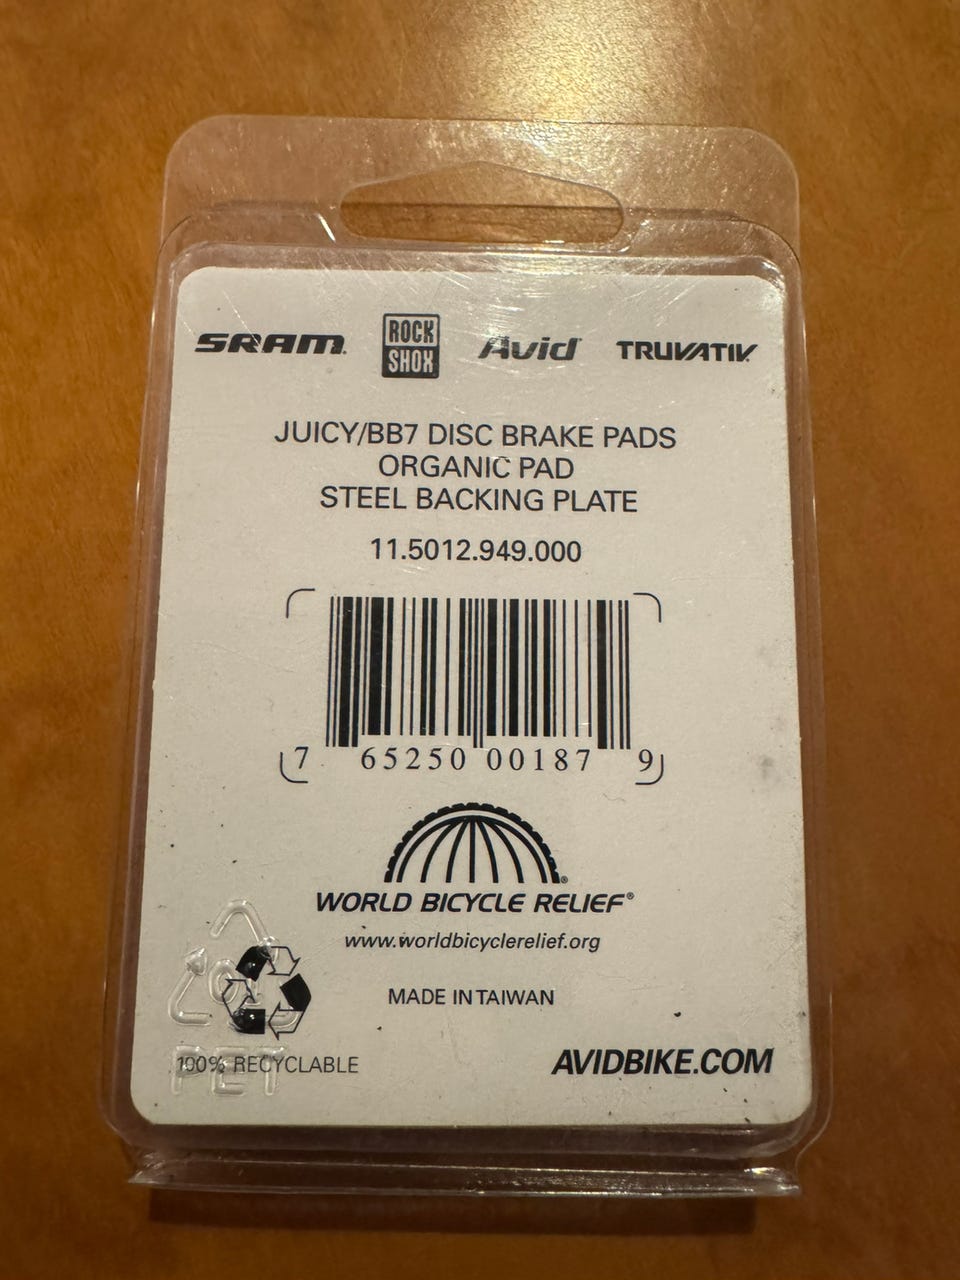 SRAM.
ROCK SHOX
Avid
TRUVATIV
JUICY/BB7 DISC BRAKE PADS
ORGANIC PAD
STEEL BACKING PLATE
11.5012.949.000
7 65250 00187 9
WORLD BICYCLE RELIEF®
www.worldbicyclerelief.org
MADE IN TAIWAN
100% RECYCLABLE
PET
AVIDBIKE.COM